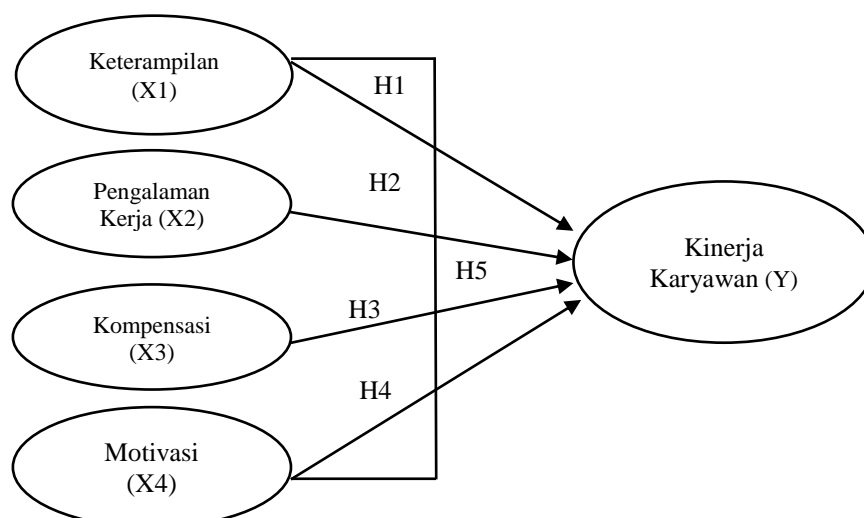 Keterampilan
(X1)
H1
Pengalaman
Kerja (X2)
H2
Kinerja
Karyawan (Y)
H5
Kompensasi
(X3)
H3
H4
Motivasi
(X4)